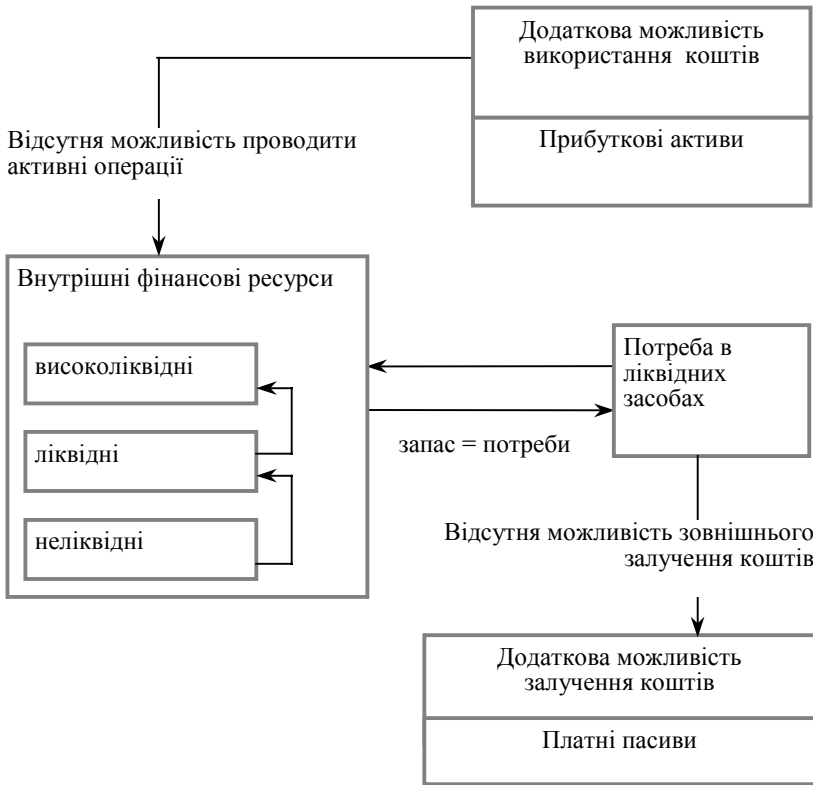 Додаткова можливість
використання коштів
Прибуткові активи
Відсутня можливість проводити
активні операції
Внутрішні фінансові ресурси
високоліквідні
ліквідні
неліквідні
Потреба в
ліквідних
засобах
запас = потреби
Відсутня можливість зовнішнього
залучення коштів
Додаткова можливість
залучення коштів
Платні пасиви